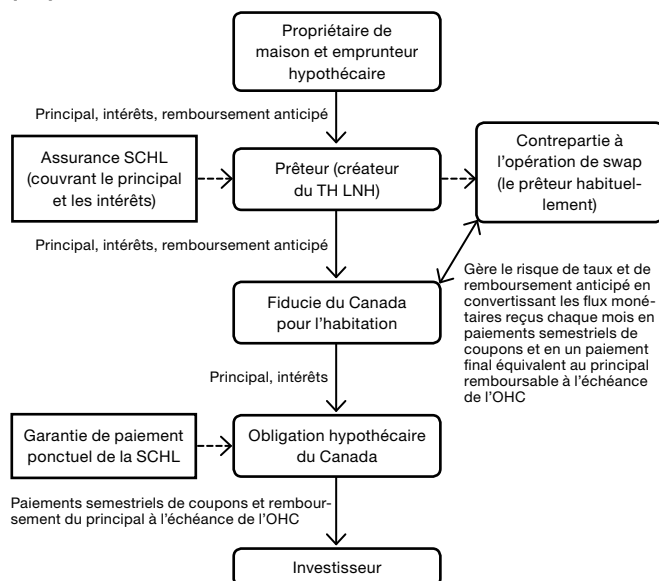 Propriétaire de
maison et emprunteur
hypothécaire
Principal, intérêts, remboursement anticipé
Assurance SCHL
(couvrant le principal
et les intérêts)
Prêteur (créateur
du TH LNH)
Contrepartie à
l'opération de swap
(le prêteur habituel-
lement)
Principal, intérêts, remboursement anticipé
Fiducie du Canada
pour l'habitation
Gère le risque de taux et de
remboursement anticipé en
convertissant les flux moné-
taires reçus chaque mois en
paiements semestriels de
coupons et en un paiement
final équivalent au principal
remboursable à l'échéance
de l'OHC
Principal, intérêts
Garantie de paiement
ponctuel de la SCHL
Obligation hypothécaire
du Canada
Paiements semestriels de coupons et rembour-
sement du principal à l'échéance de l'OHC
Investisseur